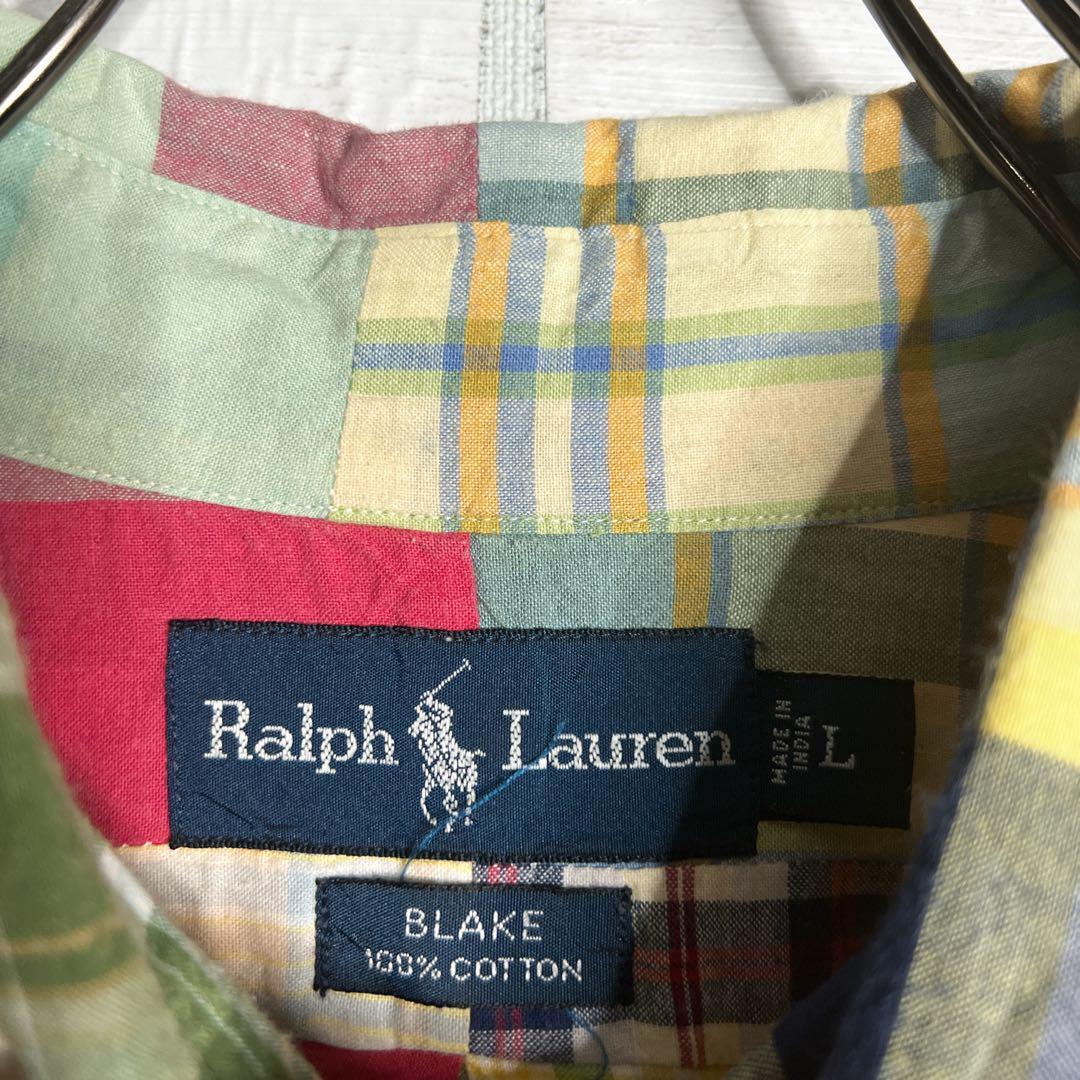 Ralph Lauren
MADE IN
INDIA
L
BLAKE
100% COTTON